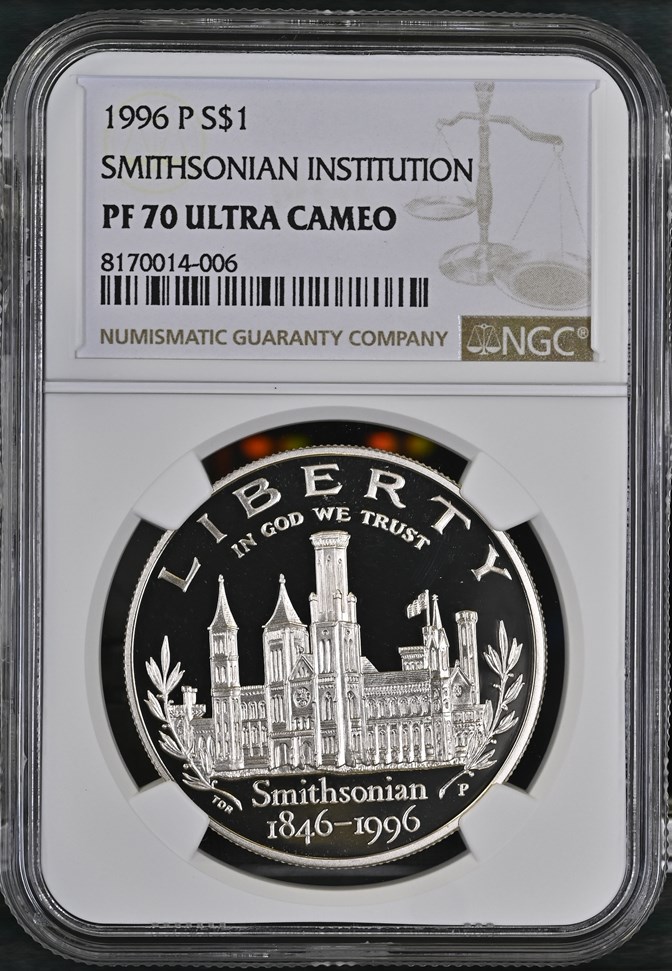 1996 P S$1
SMITHSONIAN INSTITUTION
PF 70 ULTRA CAMEO
8170014-006
NUMISMATIC GUARANTY COMPANY
NGC®
LIBERTY
IN GOD WE TRUST
TDR
P
Smithsonian
1846–1996